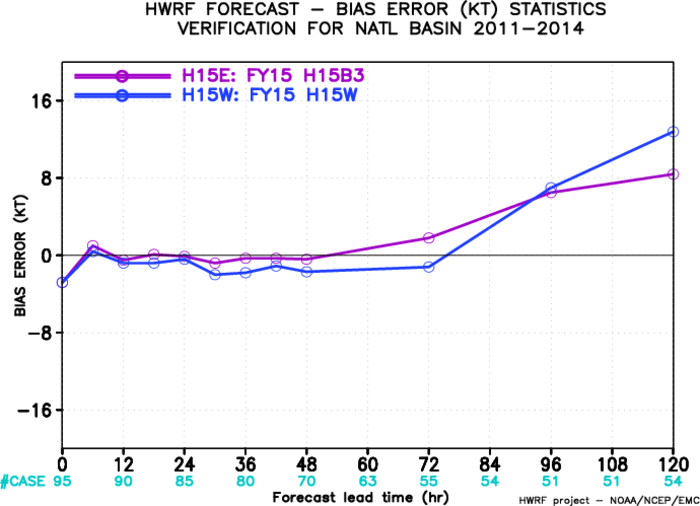 HWRF FORECAST – BIAS ERROR (KT) STATISTICS
VERIFICATION FOR NATL BASIN 2011–2014
H15E: FY15 H15B3
H15W: FY15 H15W
BIAS ERROR (KT)
16
8
0
−8
−16
0 12 24 36 48 60 72 84 96 108 120
#CASE 95 90 85 80 70 63 55 54 51 51 54
Forecast lead time (hr)
HWRF project – NOAA/NCEP/EMC